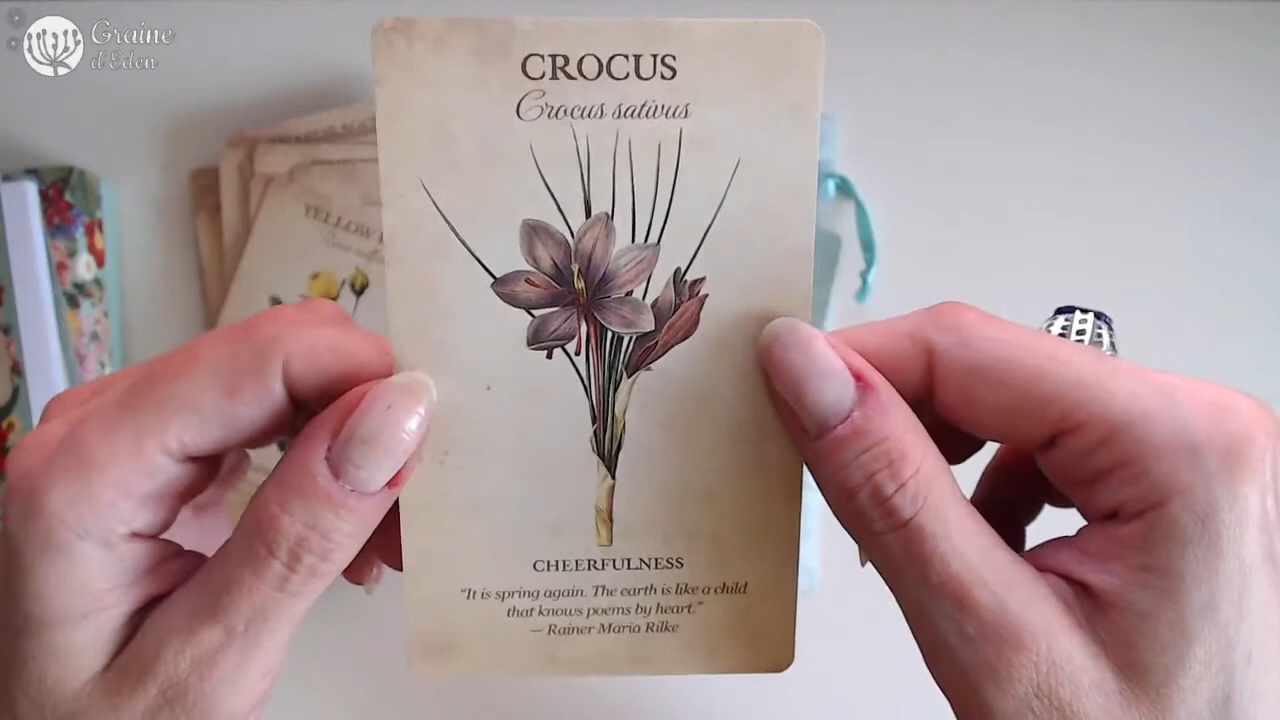 Graine
d'Eden
CROCUS
Crocus sativus
YELLOW
CHEERFULNESS
"It is spring again. The earth is like a child
that knows poems by heart."
— Rainer Maria Rilke